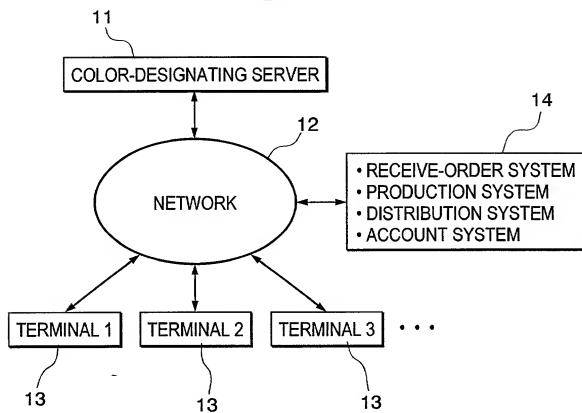 11
COLOR-DESIGNATING SERVER
12
14
NETWORK
• RECEIVE-ORDER SYSTEM
• PRODUCTION SYSTEM
• DISTRIBUTION SYSTEM
• ACCOUNT SYSTEM
TERMINAL 1
TERMINAL 2
TERMINAL 3
• • •
13
13
13